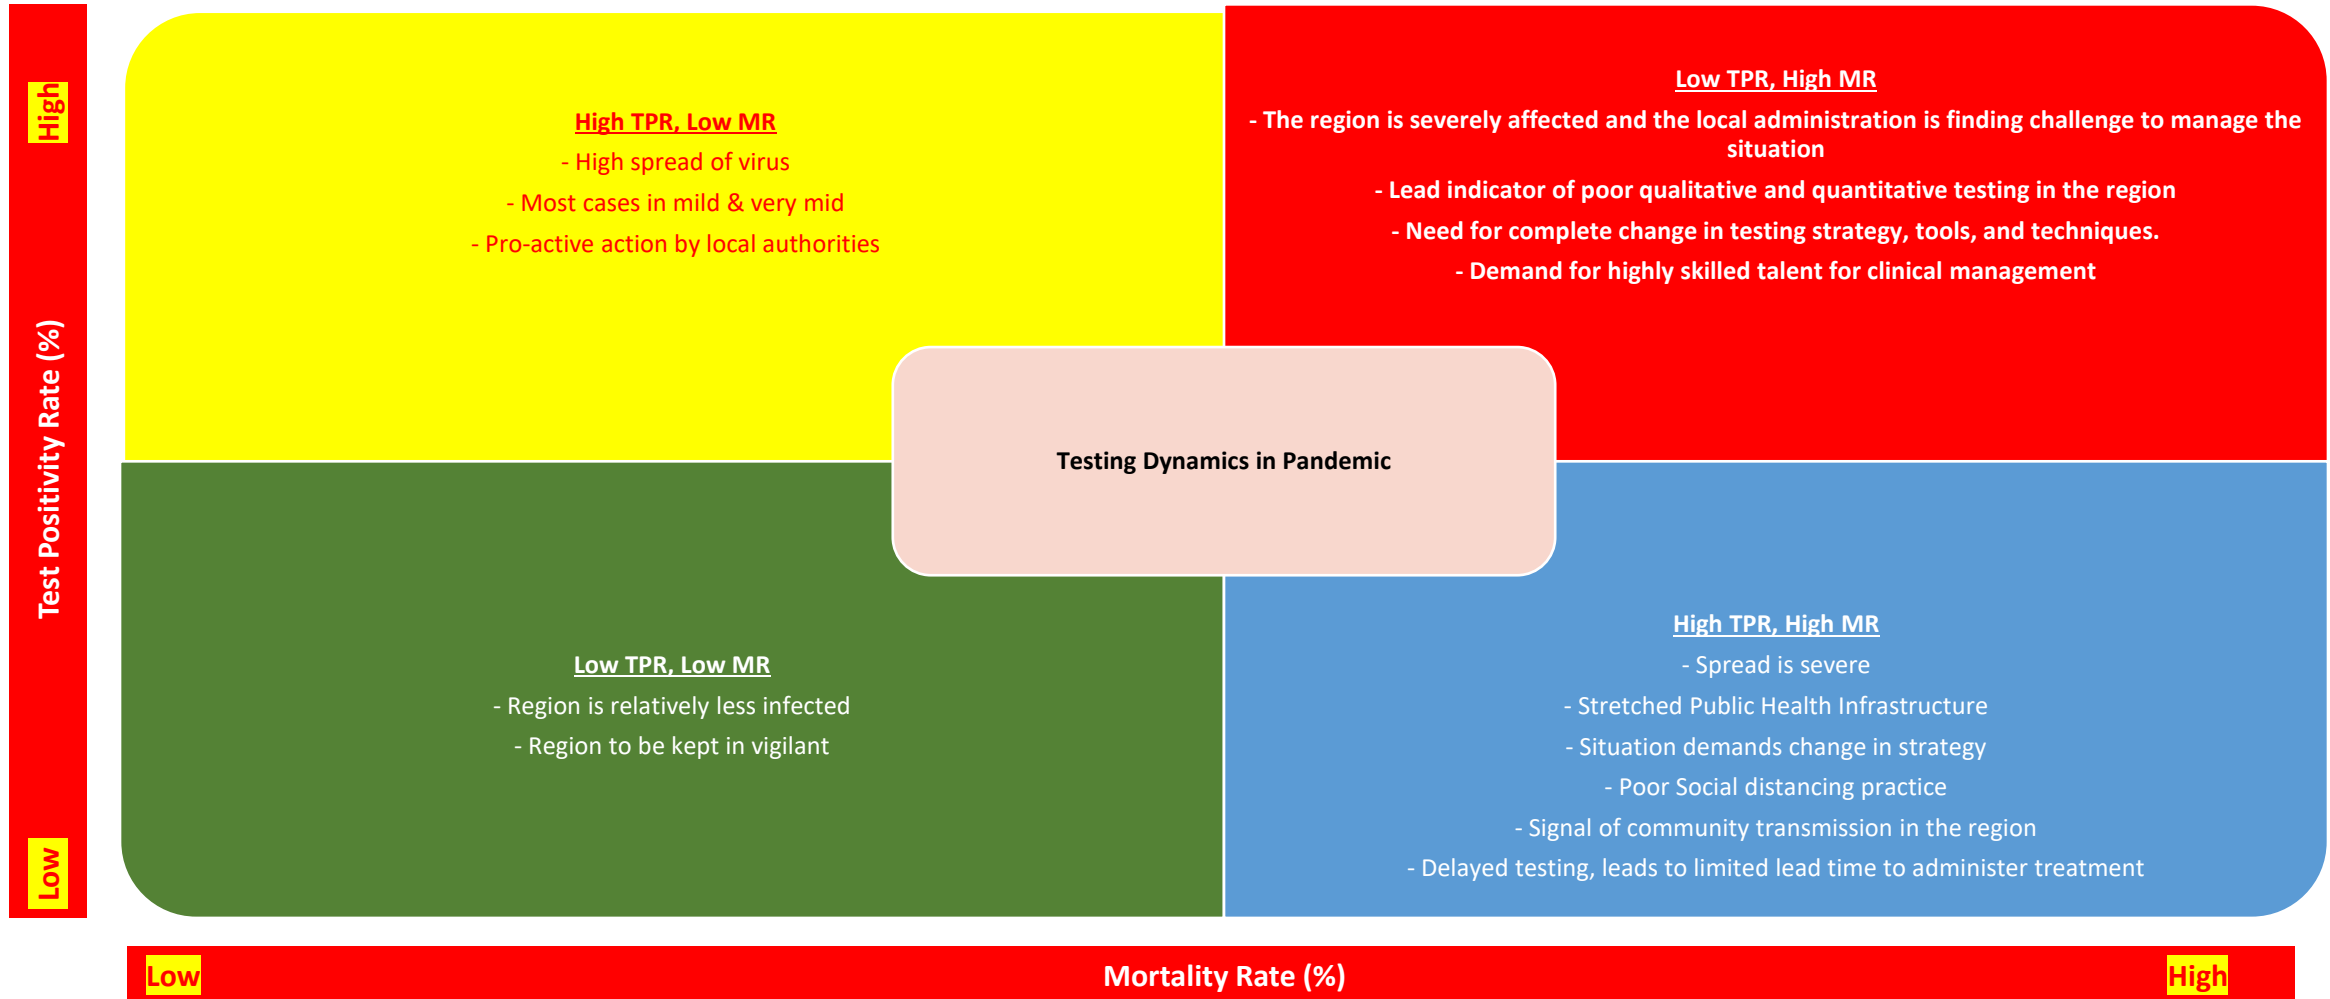 High
Test Positivity Rate (%)
Low
High TPR, Low MR
- High spread of virus
- Most cases in mild & very mid
- Pro-active action by local authorities
Low TPR, High MR
- The region is severely affected and the local administration is finding challenge to manage the
situation
- Lead indicator of poor qualitative and quantitative testing in the region
- Need for complete change in testing strategy, tools, and techniques.
- Demand for highly skilled talent for clinical management
Testing Dynamics in Pandemic
Low TPR, Low MR
- Region is relatively less infected
- Region to be kept in vigilant
High TPR, High MR
- Spread is severe
- Stretched Public Health Infrastructure
- Situation demands change in strategy
- Poor Social distancing practice
- Signal of community transmission in the region
- Delayed testing, leads to limited lead time to administer treatment
Low
Mortality Rate (%)
High